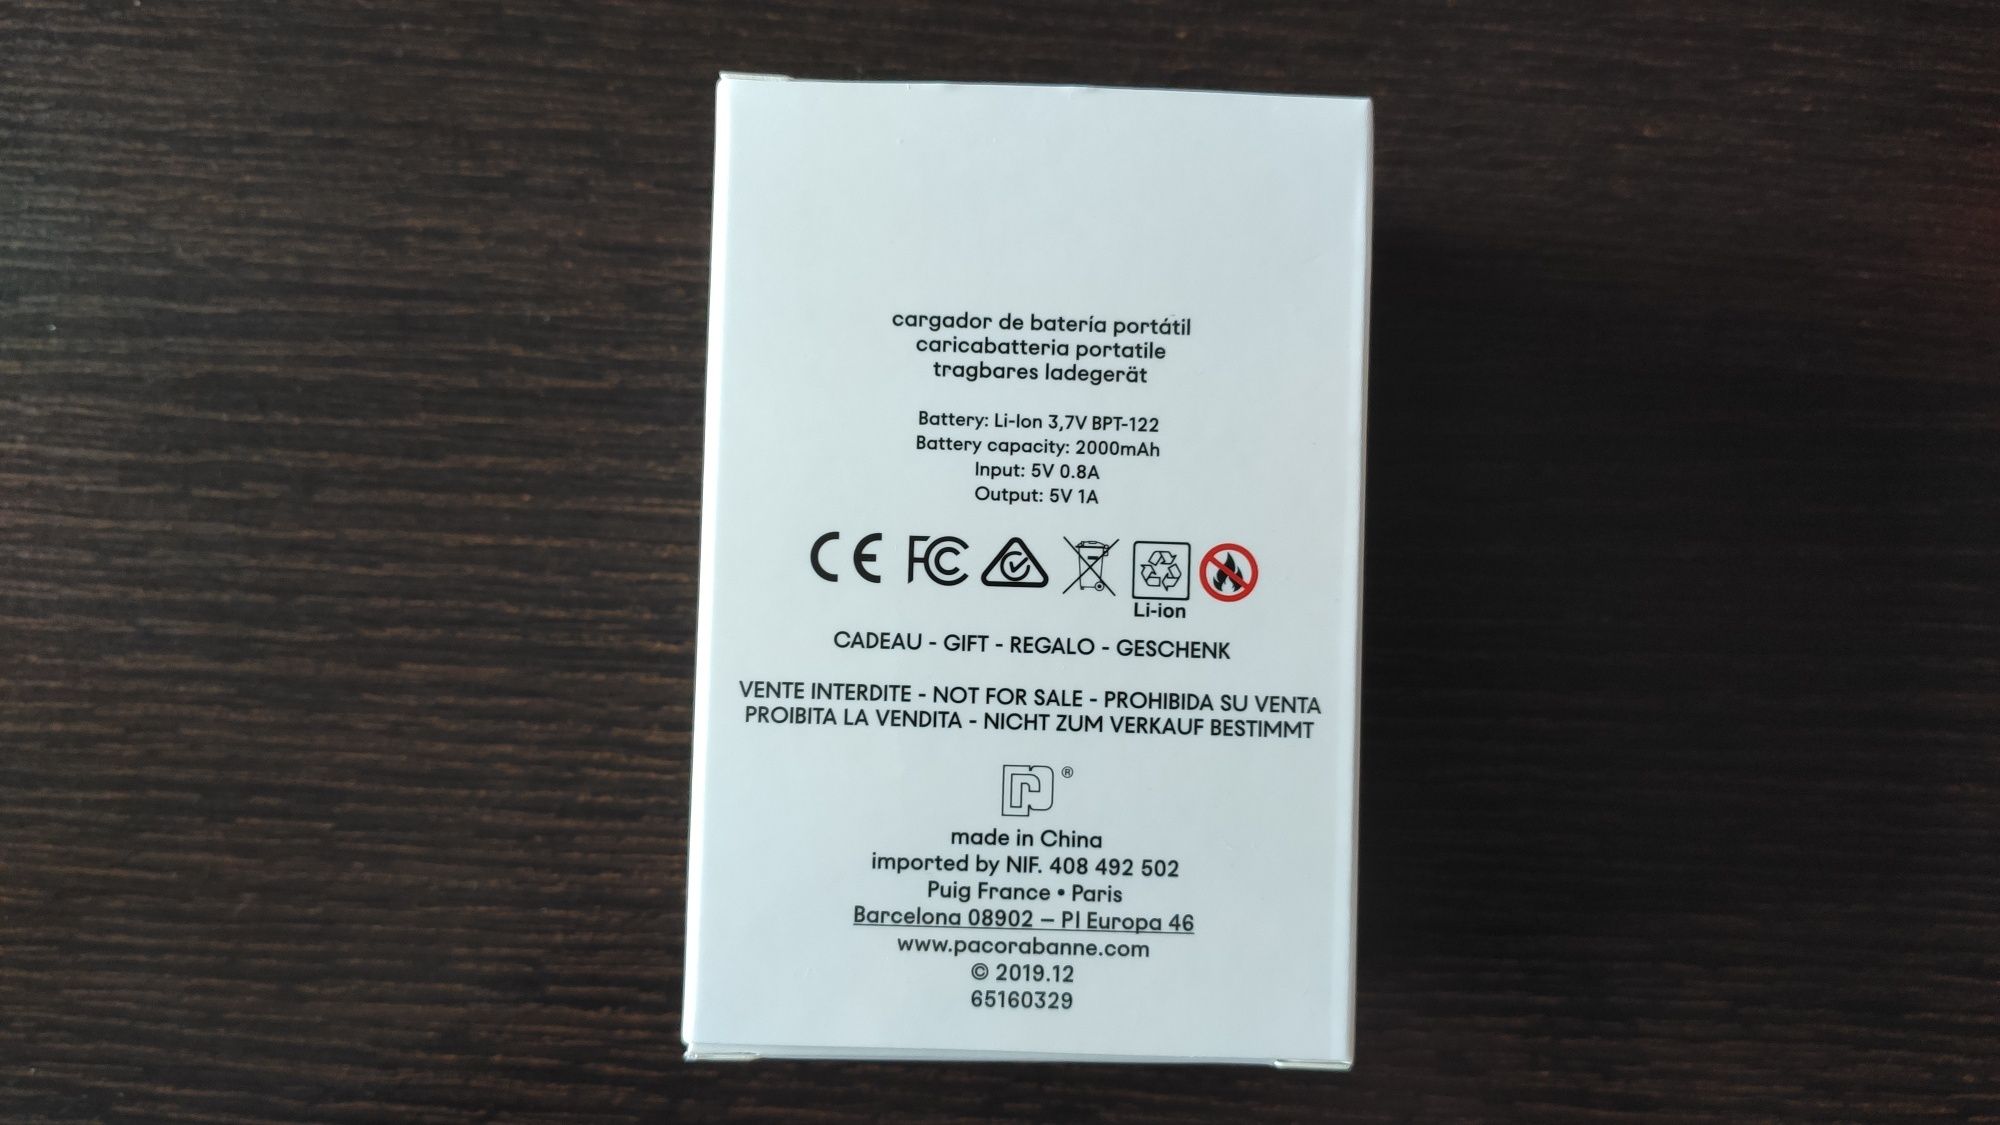 cargador de batería portátil
caricabatteria portatile
tragbares ladegerät
Battery: Li-Ion 3,7V BPT-122
Battery capacity: 2000mAh
Input: 5V 0.8A
Output: 5V 1A
CE FC
Li-ion
CADEAU - GIFT - REGALO - GESCHENK
VENTE INTERDITE - NOT FOR SALE - PROHIBIDA SU VENTA
PROIBITA LA VENDITA - NICHT ZUM VERKAUF BESTIMMT
pr ®
made in China
imported by NIF. 408 492 502
Puig France • Paris
Barcelona 08902 – Pl Europa 46
www.pacorabanne.com
© 2019.12
65160329